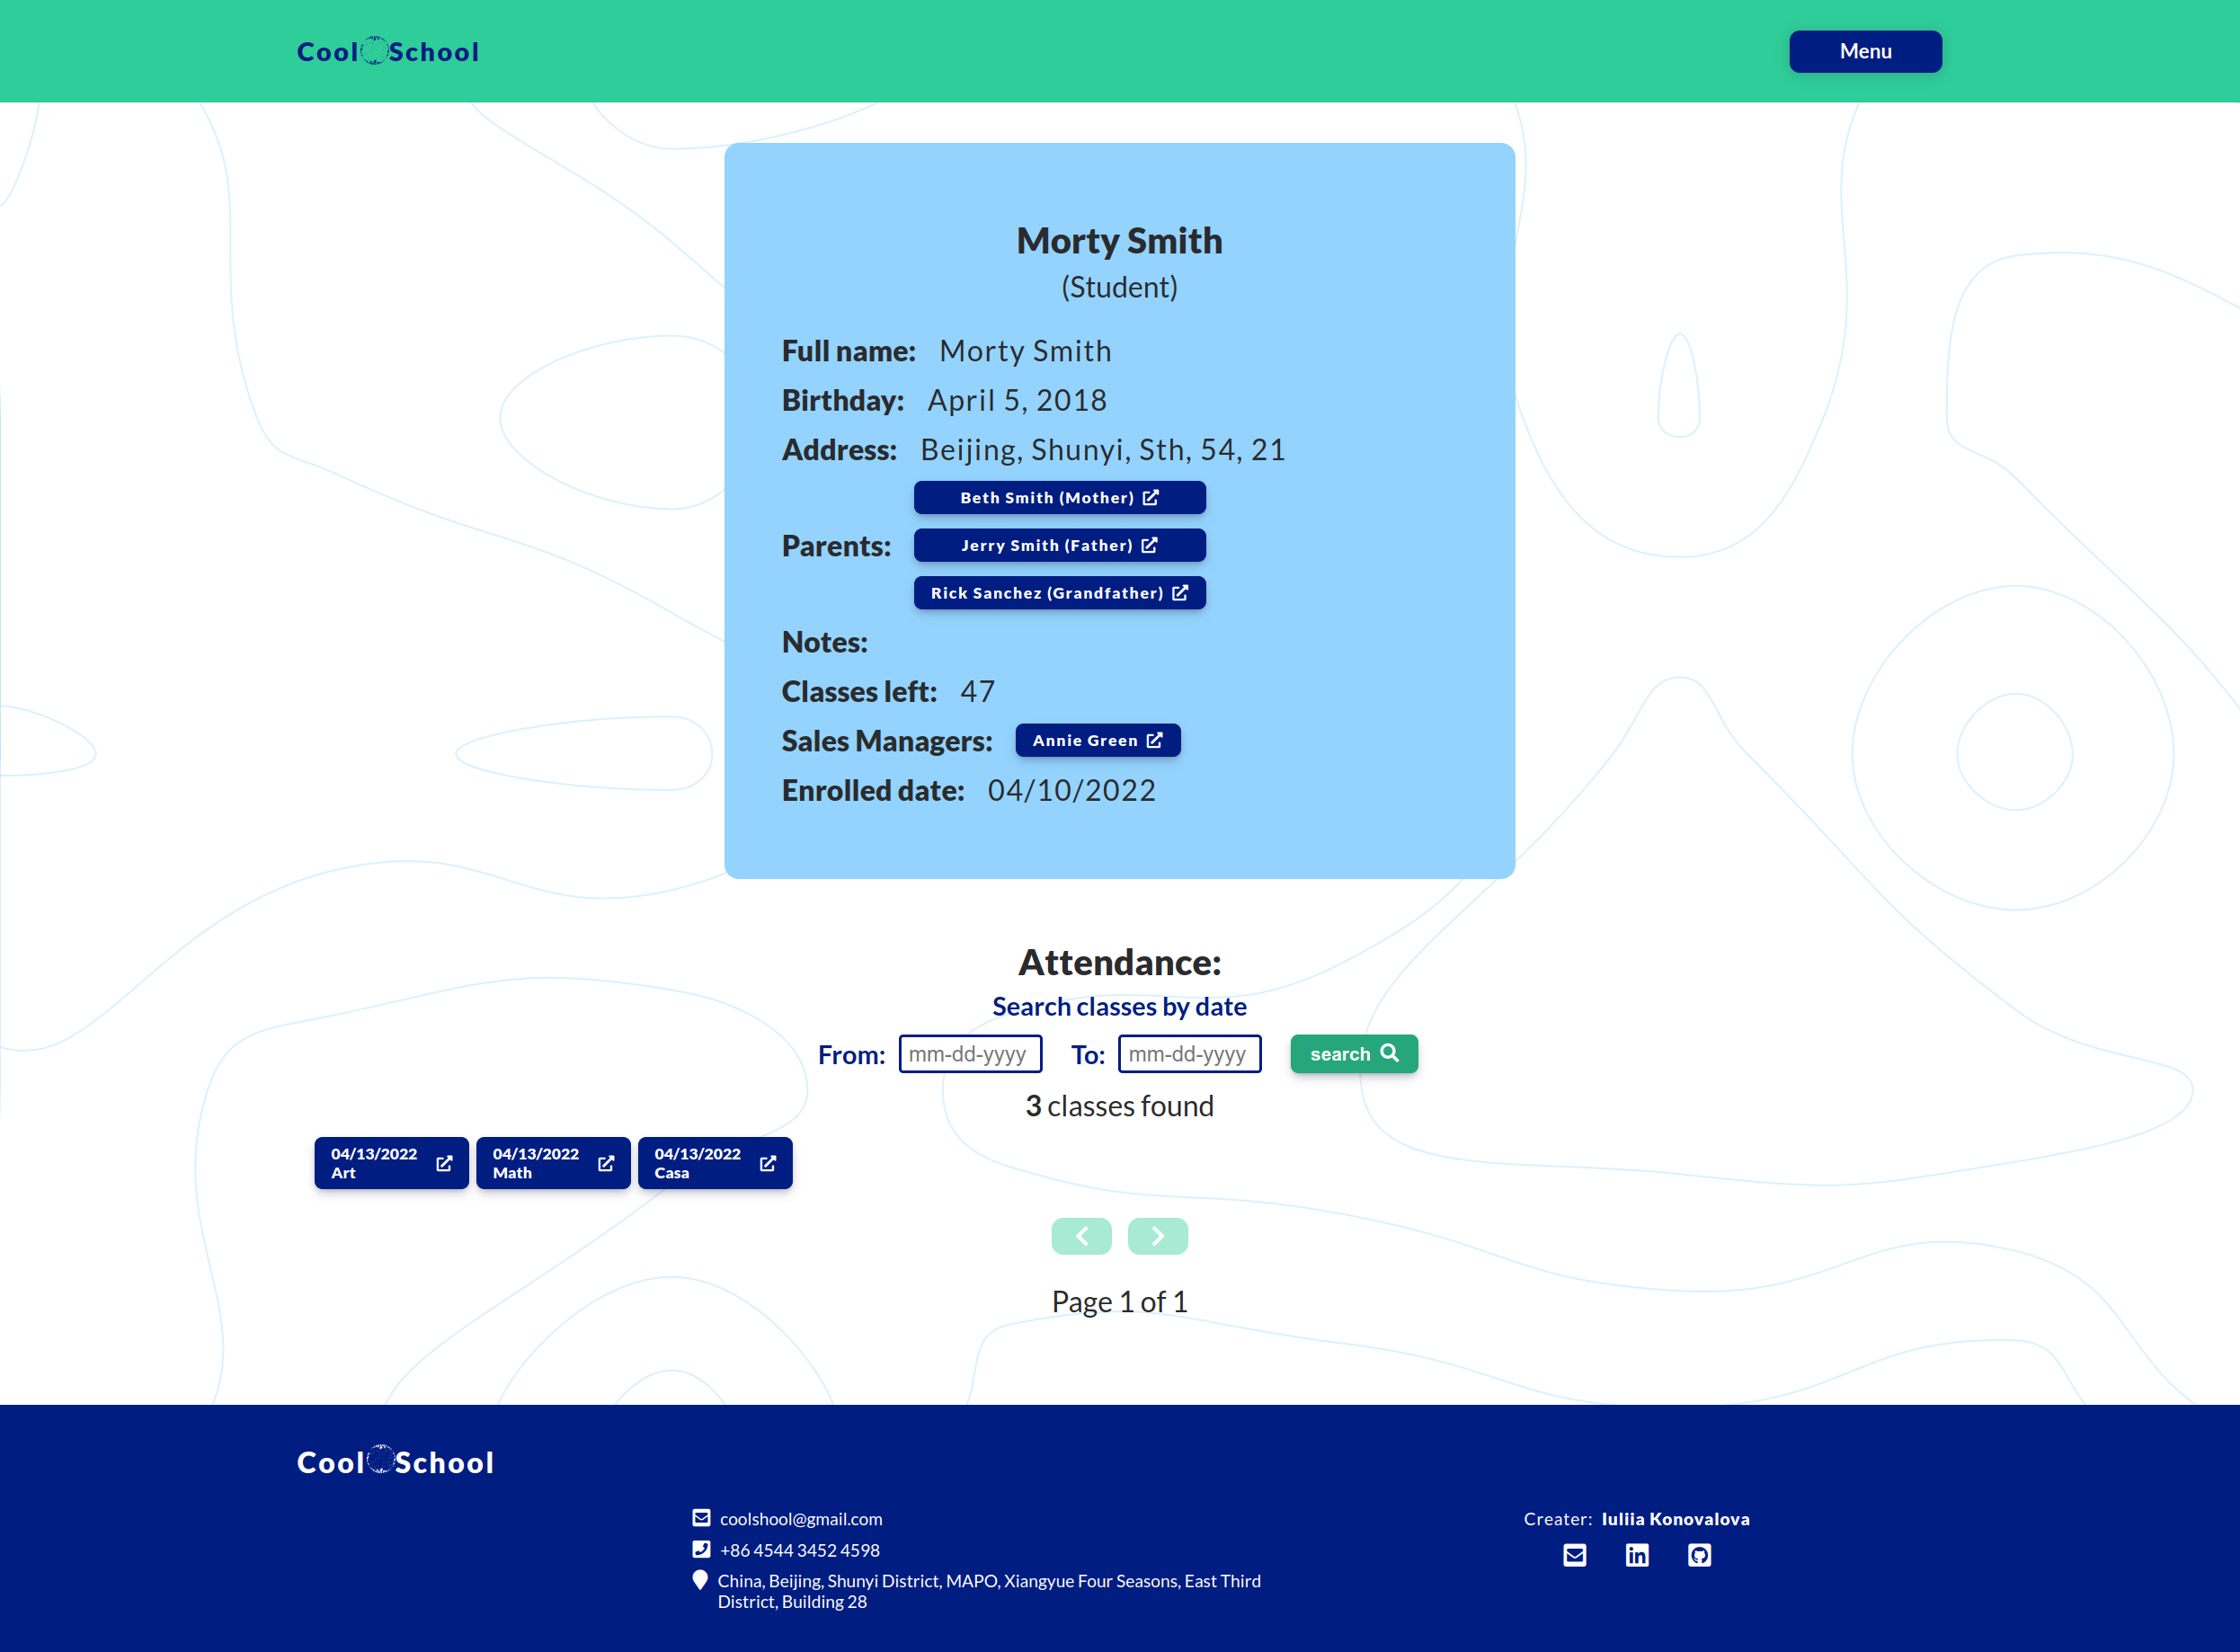 Cool School
Menu
Morty Smith
(Student)
Full name: Morty Smith
Birthday: April 5, 2018
Address: Beijing, Shunyi, Sth, 54, 21
Parents:
Beth Smith (Mother)
Jerry Smith (Father)
Rick Sanchez (Grandfather)
Notes:
Classes left: 47
Sales Managers: Annie Green
Enrolled date: 04/10/2022
Attendance:
Search classes by date
From: mm-dd-yyyy To: mm-dd-yyyy search
3 classes found
04/13/2022
Art
04/13/2022
Math
04/13/2022
Casa
Page 1 of 1
Cool School
coolshool@gmail.com
+86 4544 3452 4598
China, Beijing, Shunyi District, MAPO, Xiangyue Four Seasons, East Third
District, Building 28
Creater: Iuliia Konovalova